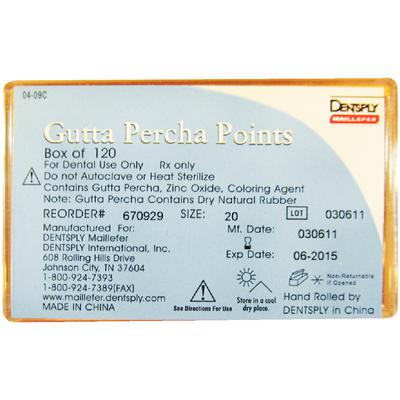 04-09C
DENTSPLY
MAILLEFER
Gutta Percha Points
Box of 120
For Dental Use Only Rx only
Do not Autoclave or Heat Sterilize
Contains Gutta Percha, Zinc Oxide, Coloring Agent
Note: Gutta Percha Contains Dry Natural Rubber
REORDER# 670929 SIZE: 20 LOT 030611
Manufactured For: Mf. Date: 030611
DENTSPLY Maillefer
DENTSPLY International, Inc. Exp Date: 06-2015
608 Rolling Hills Drive
Johnson City, TN 37604
1-800-924-7393
1-800-924-7389(FAX)
www.maillefer.dentsply.com
MADE IN CHINA
See Directions For Use
Store in a cool
dry place.
Non-Returnable
If Opened
Hand Rolled by
DENTSPLY in China